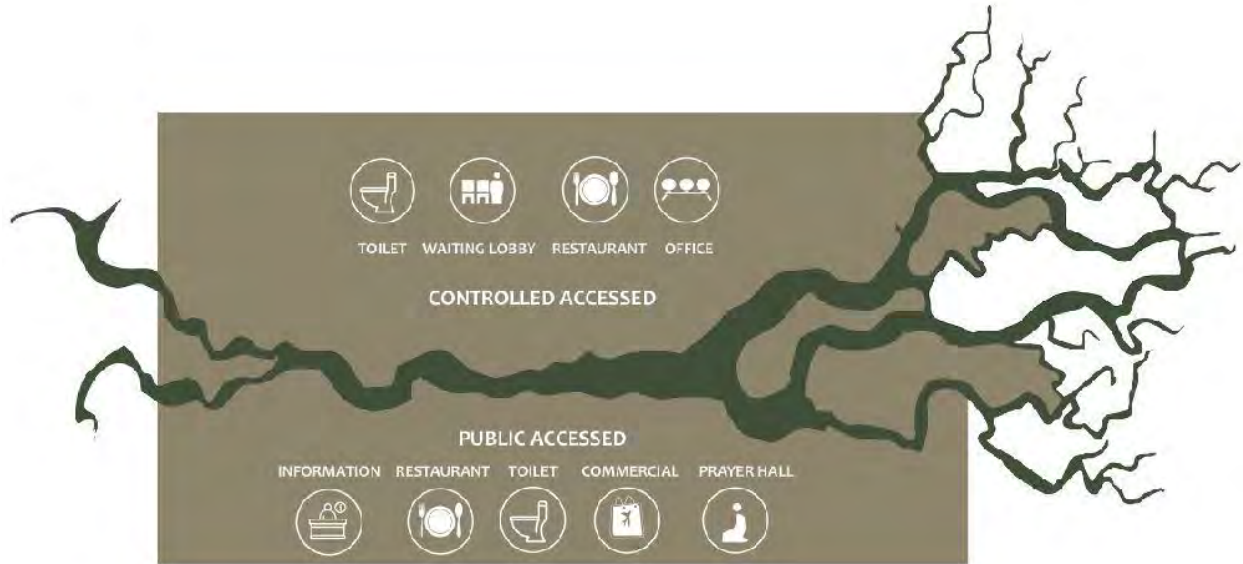 TOILET WAITING LOBBY RESTAURANT OFFICE
CONTROLLED ACCESSED
PUBLIC ACCESSED
INFORMATION RESTAURANT TOILET COMMERCIAL PRAYER HALL